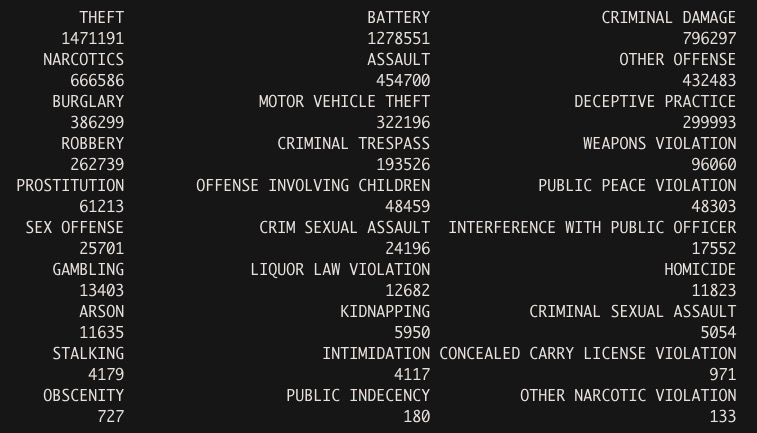 THEFT BATTERY CRIMINAL DAMAGE
1471191 1278551 796297
NARCOTICS ASSAULT OTHER OFFENSE
666586 454700 432483
BURGLARY MOTOR VEHICLE THEFT DECEPTIVE PRACTICE
386299 322196 299993
ROBBERY CRIMINAL TRESPASS WEAPONS VIOLATION
262739 193526 96060
PROSTITUTION OFFENSE INVOLVING CHILDREN PUBLIC PEACE VIOLATION
61213 48459 48303
SEX OFFENSE CRIM SEXUAL ASSAULT INTERFERENCE WITH PUBLIC OFFICER
25701 24196 17552
GAMBLING LIQUOR LAW VIOLATION HOMICIDE
13403 12682 11823
ARSON KIDNAPPING CRIMINAL SEXUAL ASSAULT
11635 5950 5054
STALKING INTIMIDATION CONCEALED CARRY LICENSE VIOLATION
4179 4117 971
OBSCENITY PUBLIC INDECENCY OTHER NARCOTIC VIOLATION
727 180 133